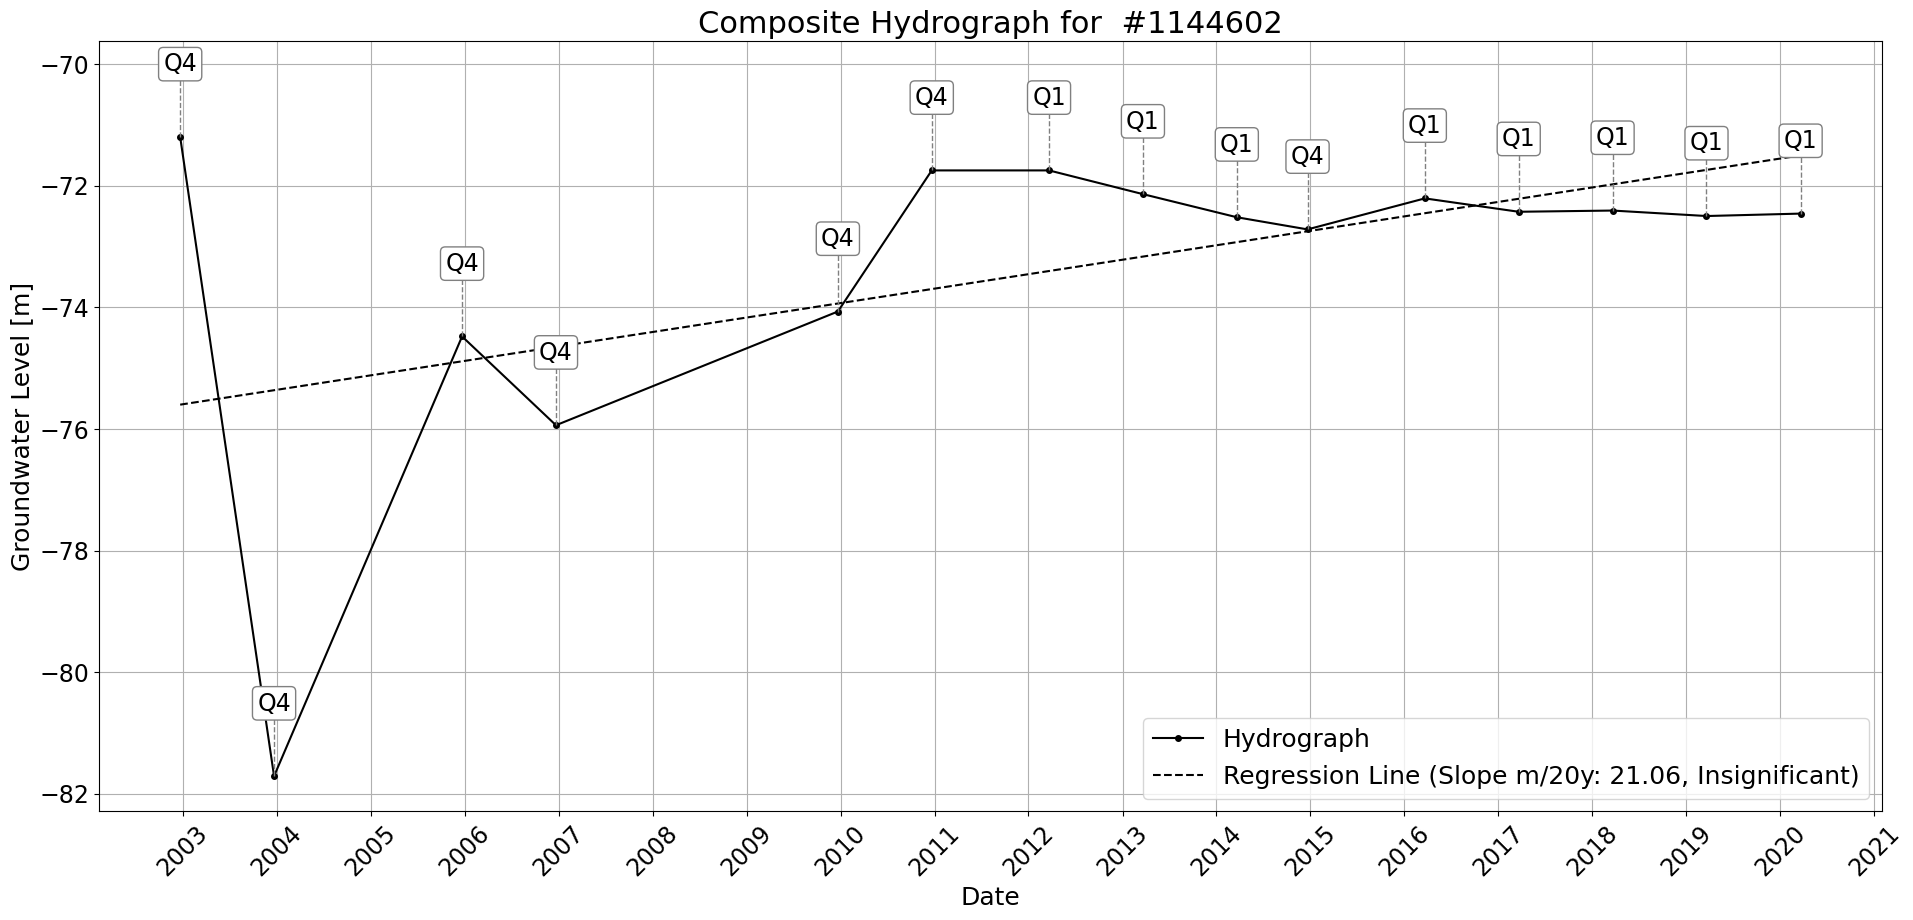 Composite Hydrograph for  #1144602
Groundwater Level [m]
−70
−72
−74
−76
−78
−80
−82
Q4
Q4
Q4
Q4
Q4
Q4
Q1
Q1
Q1
Q4
Q1
Q1
Q1
Q1
Q1
Hydrograph
Regression Line (Slope m/20y: 21.06, Insignificant)
2003
2004
2005
2006
2007
2008
2009
2010
2011
2012
2013
2014
2015
2016
2017
2018
2019
2020
2021
Date